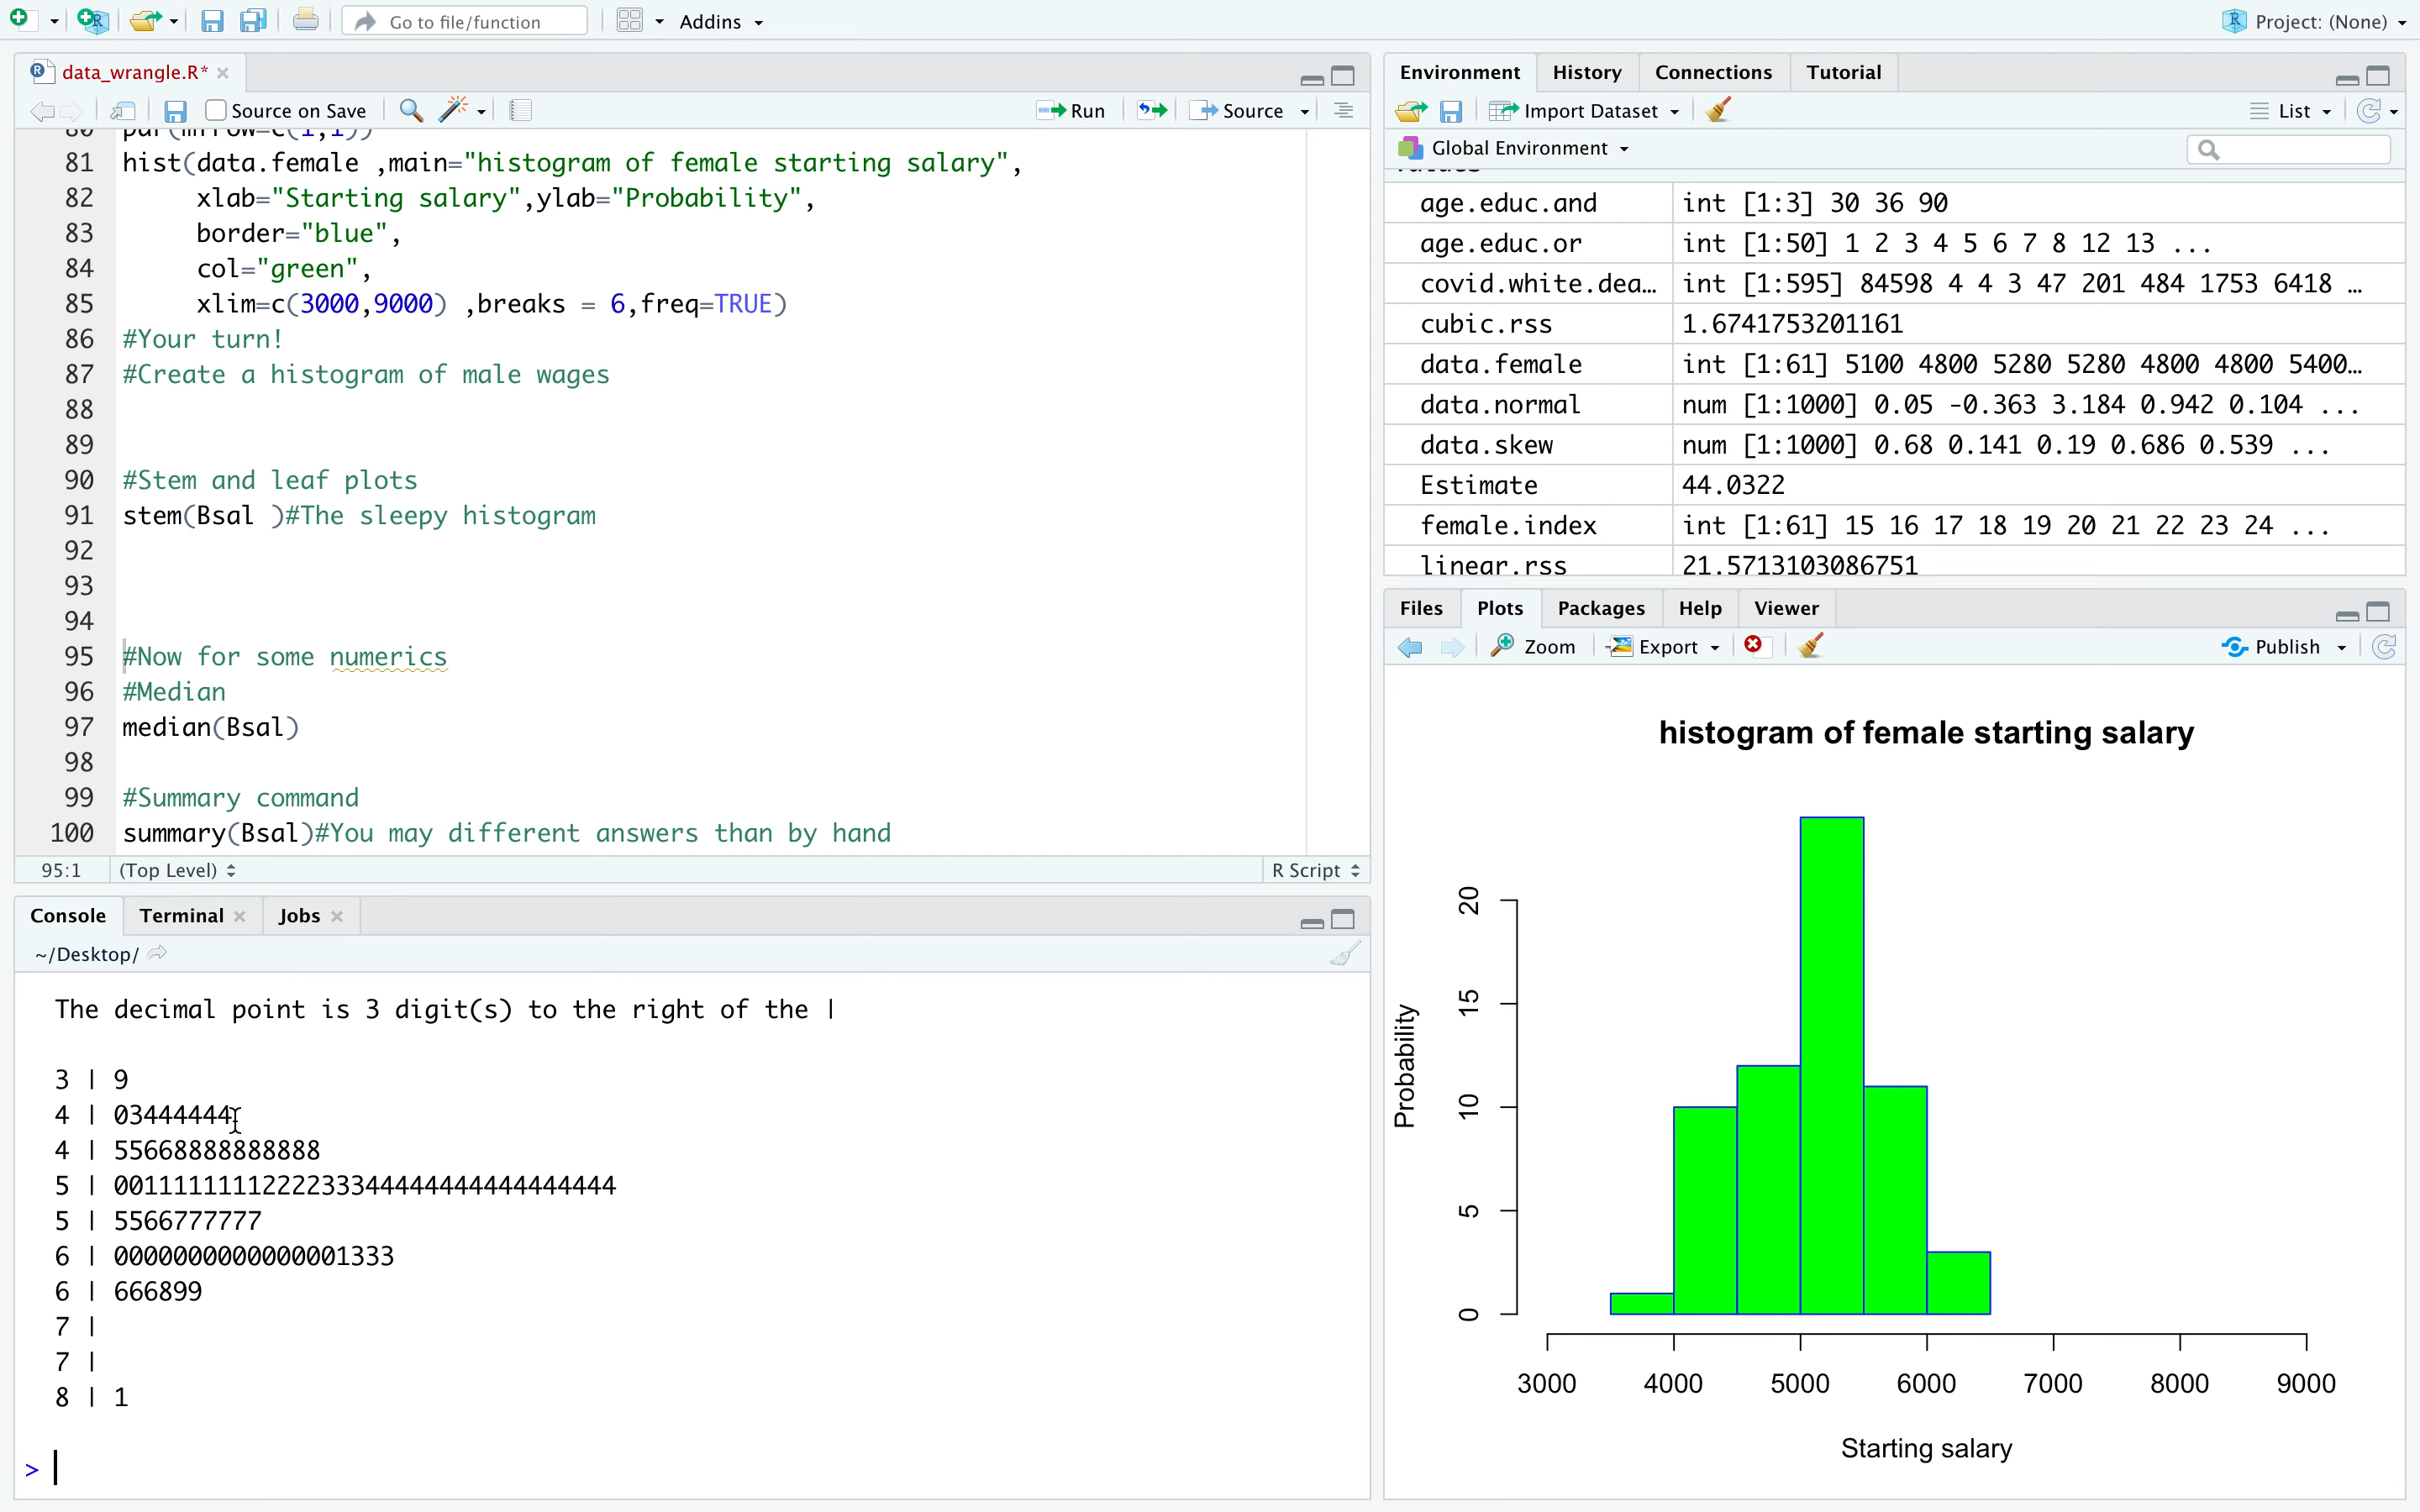 Go to file/function
Addins
Project: (None)
data_wrangle.R*
Source on Save
Run
Source
81 hist(data.female ,main="histogram of female starting salary",
82 xlab="Starting salary",ylab="Probability",
83 border="blue",
84 col="green",
85 xlim=c(3000,9000) ,breaks = 6,freq=TRUE)
86 #Your turn!
87 #Create a histogram of male wages
88
89
90 #Stem and leaf plots
91 stem(Bsal )#The sleepy histogram
92
93
94
95 #Now for some numerics
96 #Median
97 median(Bsal)
98
99 #Summary command
100 summary(Bsal)#You may different answers than by hand
95:1 (Top Level) R Script
Console Terminal Jobs
~/Desktop/
The decimal point is 3 digit(s) to the right of the |
3 | 9
4 | 03444444
4 | 55668888888888
5 | 0011111111222233344444444444444444
5 | 5566777777
6 | 0000000000000001333
6 | 666899
7 |
7 |
8 | 1
>
Environment History Connections Tutorial
Import Dataset
List
Global Environment
age.educ.and int [1:3] 30 36 90
age.educ.or int [1:50] 1 2 3 4 5 6 7 8 12 13 ...
covid.white.dea… int [1:595] 84598 4 4 3 47 201 484 1753 6418 …
cubic.rss 1.6741753201161
data.female int [1:61] 5100 4800 5280 5280 4800 4800 5400…
data.normal num [1:1000] 0.05 -0.363 3.184 0.942 0.104 ...
data.skew num [1:1000] 0.68 0.141 0.19 0.686 0.539 ...
Estimate 44.0322
female.index int [1:61] 15 16 17 18 19 20 21 22 23 24 ...
linear.rss 21.5713103086751
Files Plots Packages Help Viewer
Zoom Export Publish
histogram of female starting salary
Probability
20
15
10
5
0
3000 4000 5000 6000 7000 8000 9000
Starting salary